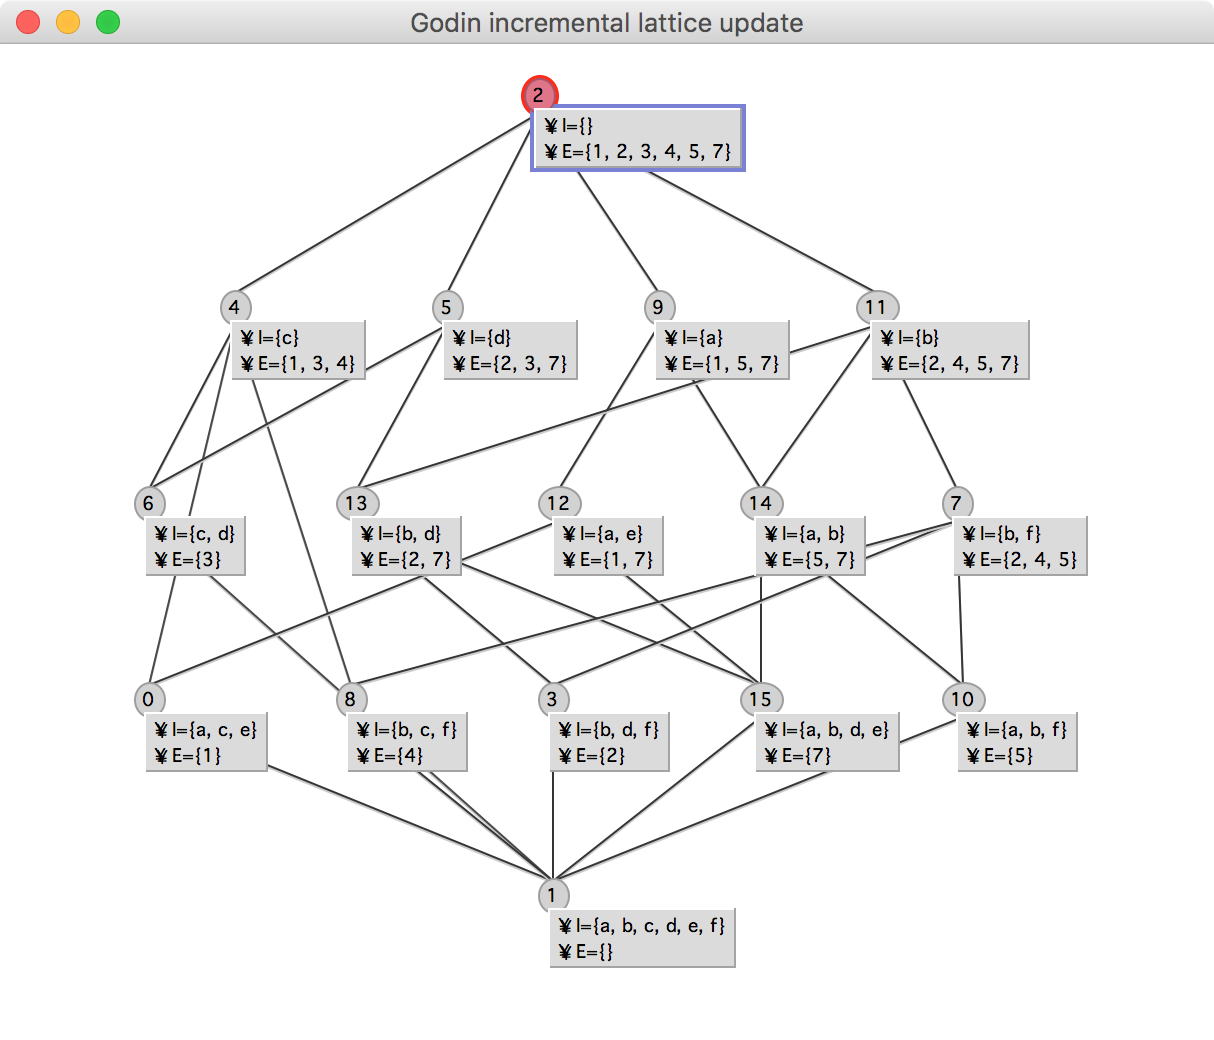 Godin incremental lattice update
2
¥ I={}
¥ E={1, 2, 3, 4, 5, 7}
4
¥ I={c}
¥ E={1, 3, 4}
5
¥ I={d}
¥ E={2, 3, 7}
9
¥ I={a}
¥ E={1, 5, 7}
11
¥ I={b}
¥ E={2, 4, 5, 7}
6
¥ I={c, d}
¥ E={3}
13
¥ I={b, d}
¥ E={2, 7}
12
¥ I={a, e}
¥ E={1, 7}
14
¥ I={a, b}
¥ E={5, 7}
7
¥ I={b, f}
¥ E={2, 4, 5}
0
¥ I={a, c, e}
¥ E={1}
8
¥ I={b, c, f}
¥ E={4}
3
¥ I={b, d, f}
¥ E={2}
15
¥ I={a, b, d, e}
¥ E={7}
10
¥ I={a, b, f}
¥ E={5}
1
¥ I={a, b, c, d, e, f}
¥ E={}